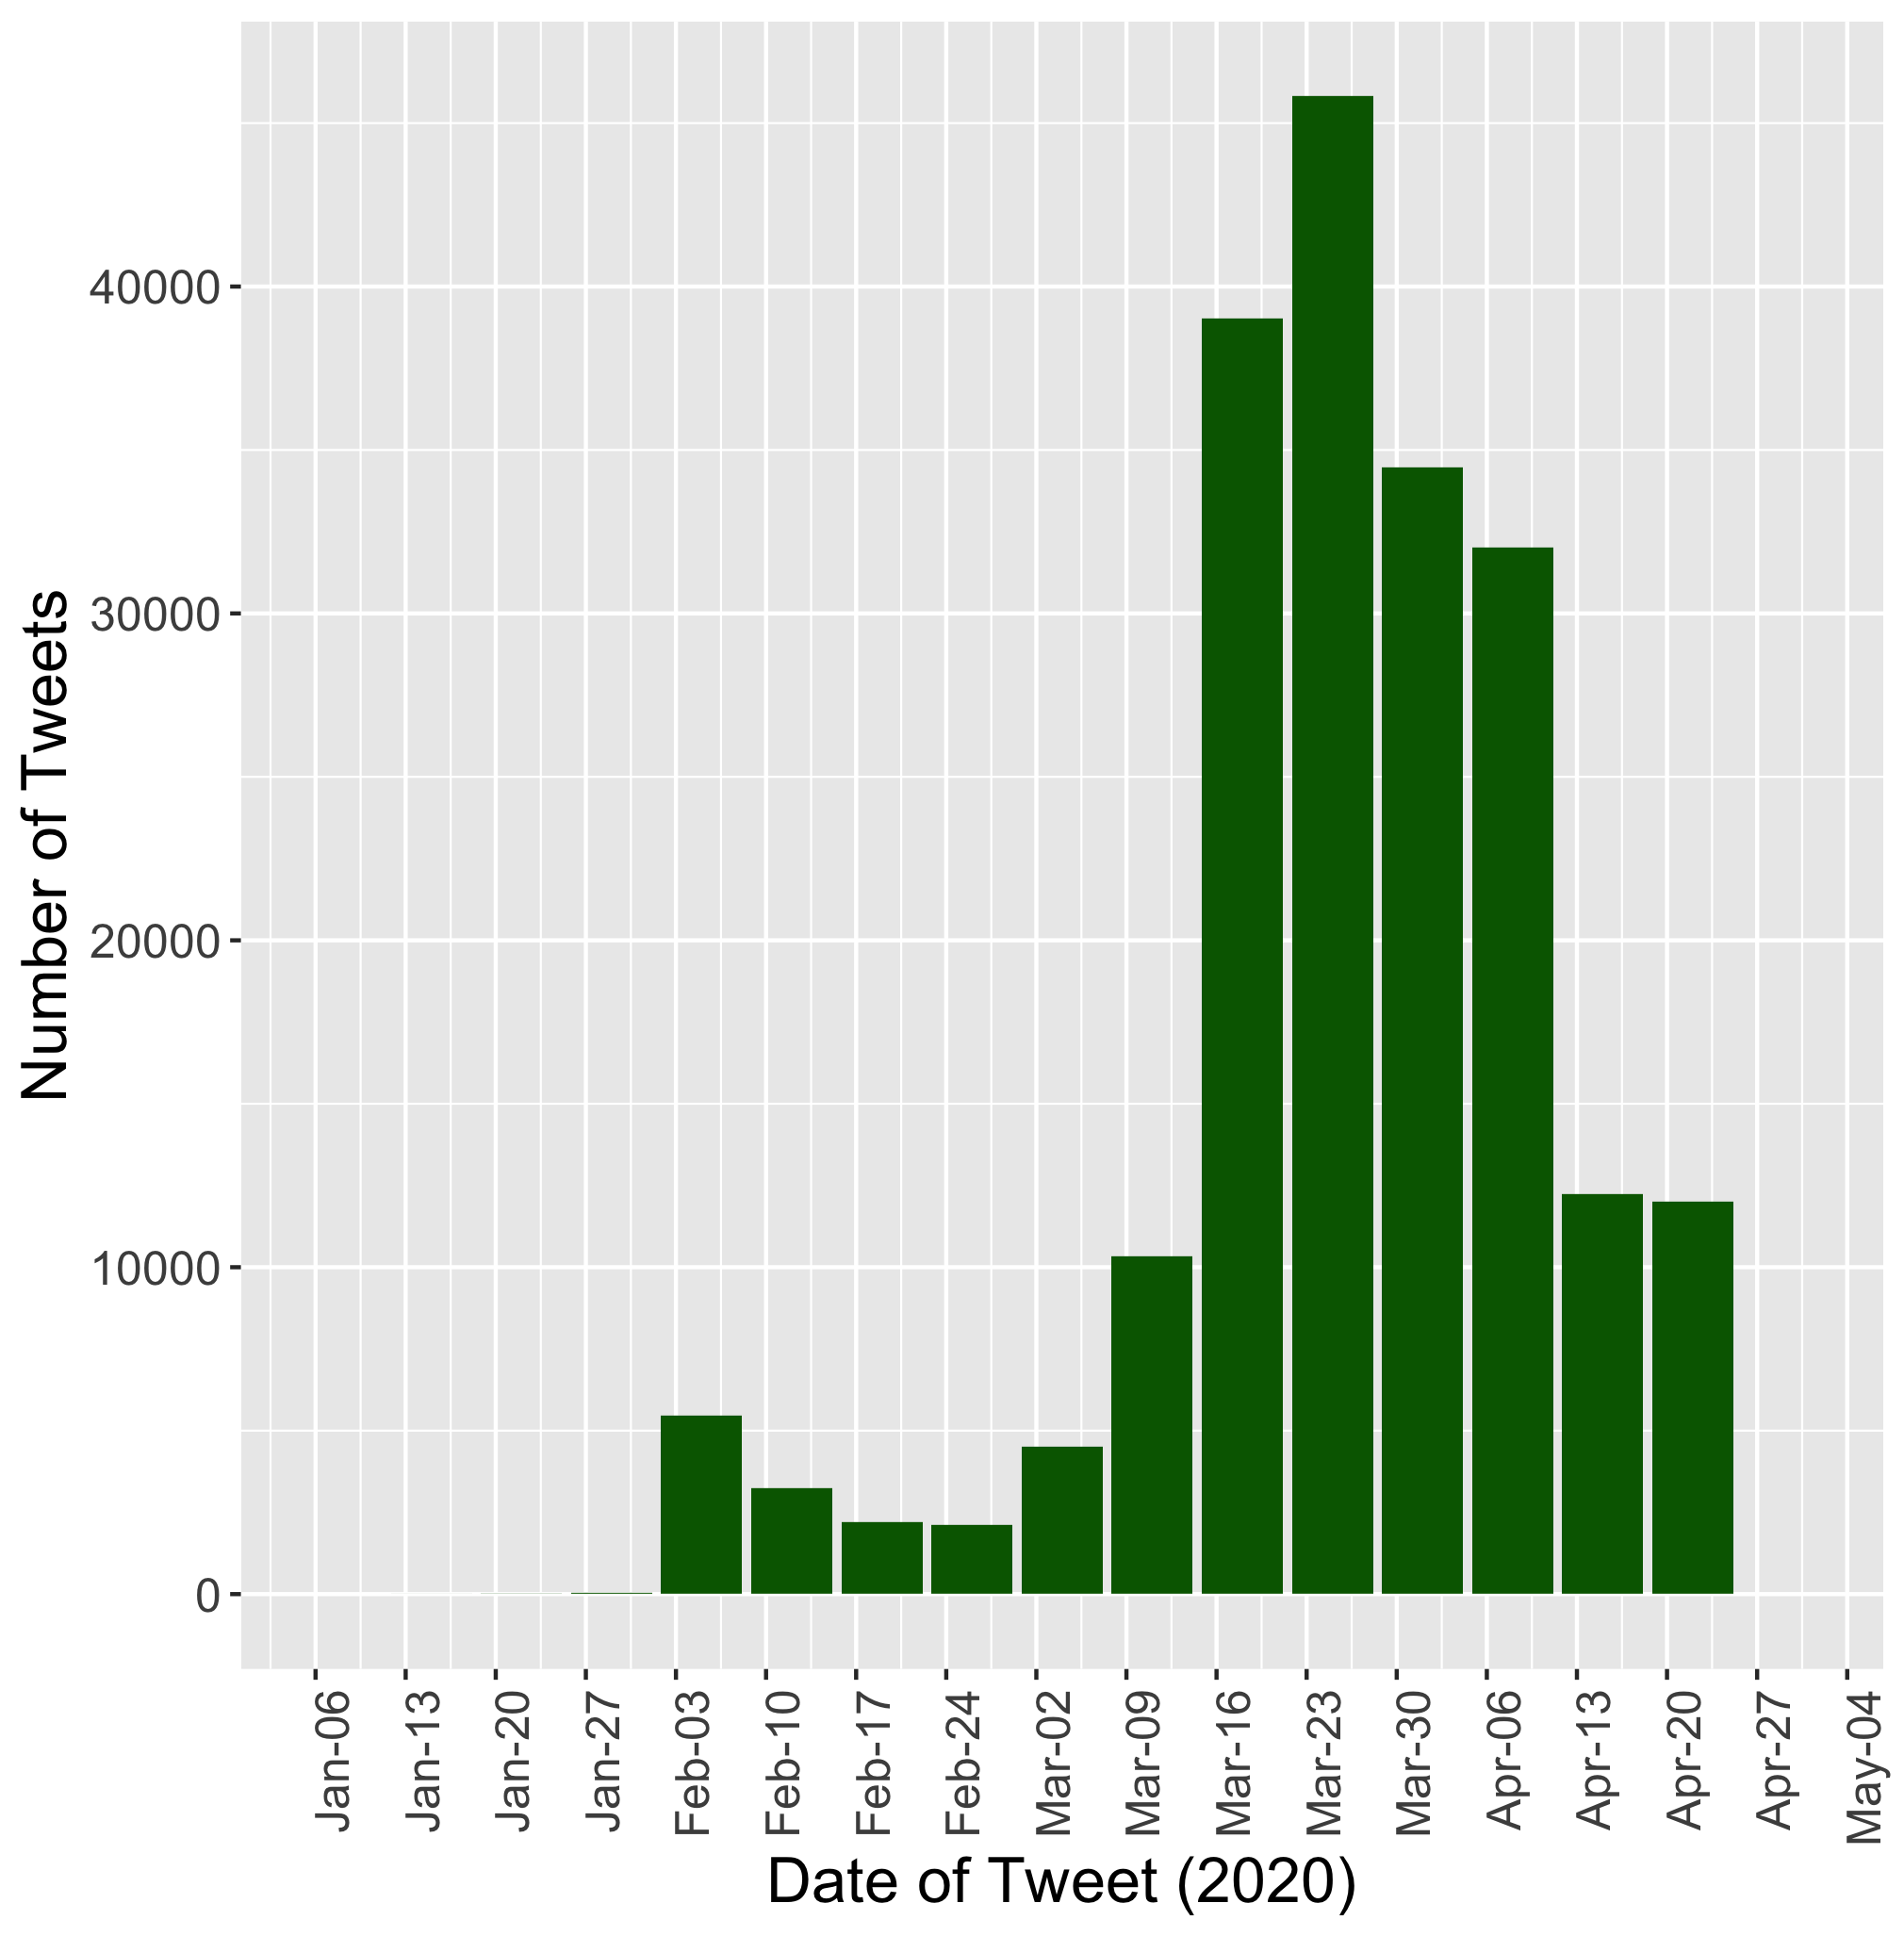 Number of Tweets
40000
30000
20000
10000
0
Jan-06
Jan-13
Jan-20
Jan-27
Feb-03
Feb-10
Feb-17
Feb-24
Mar-02
Mar-09
Mar-16
Mar-23
Mar-30
Apr-06
Apr-13
Apr-20
Apr-27
May-04
Date of Tweet (2020)